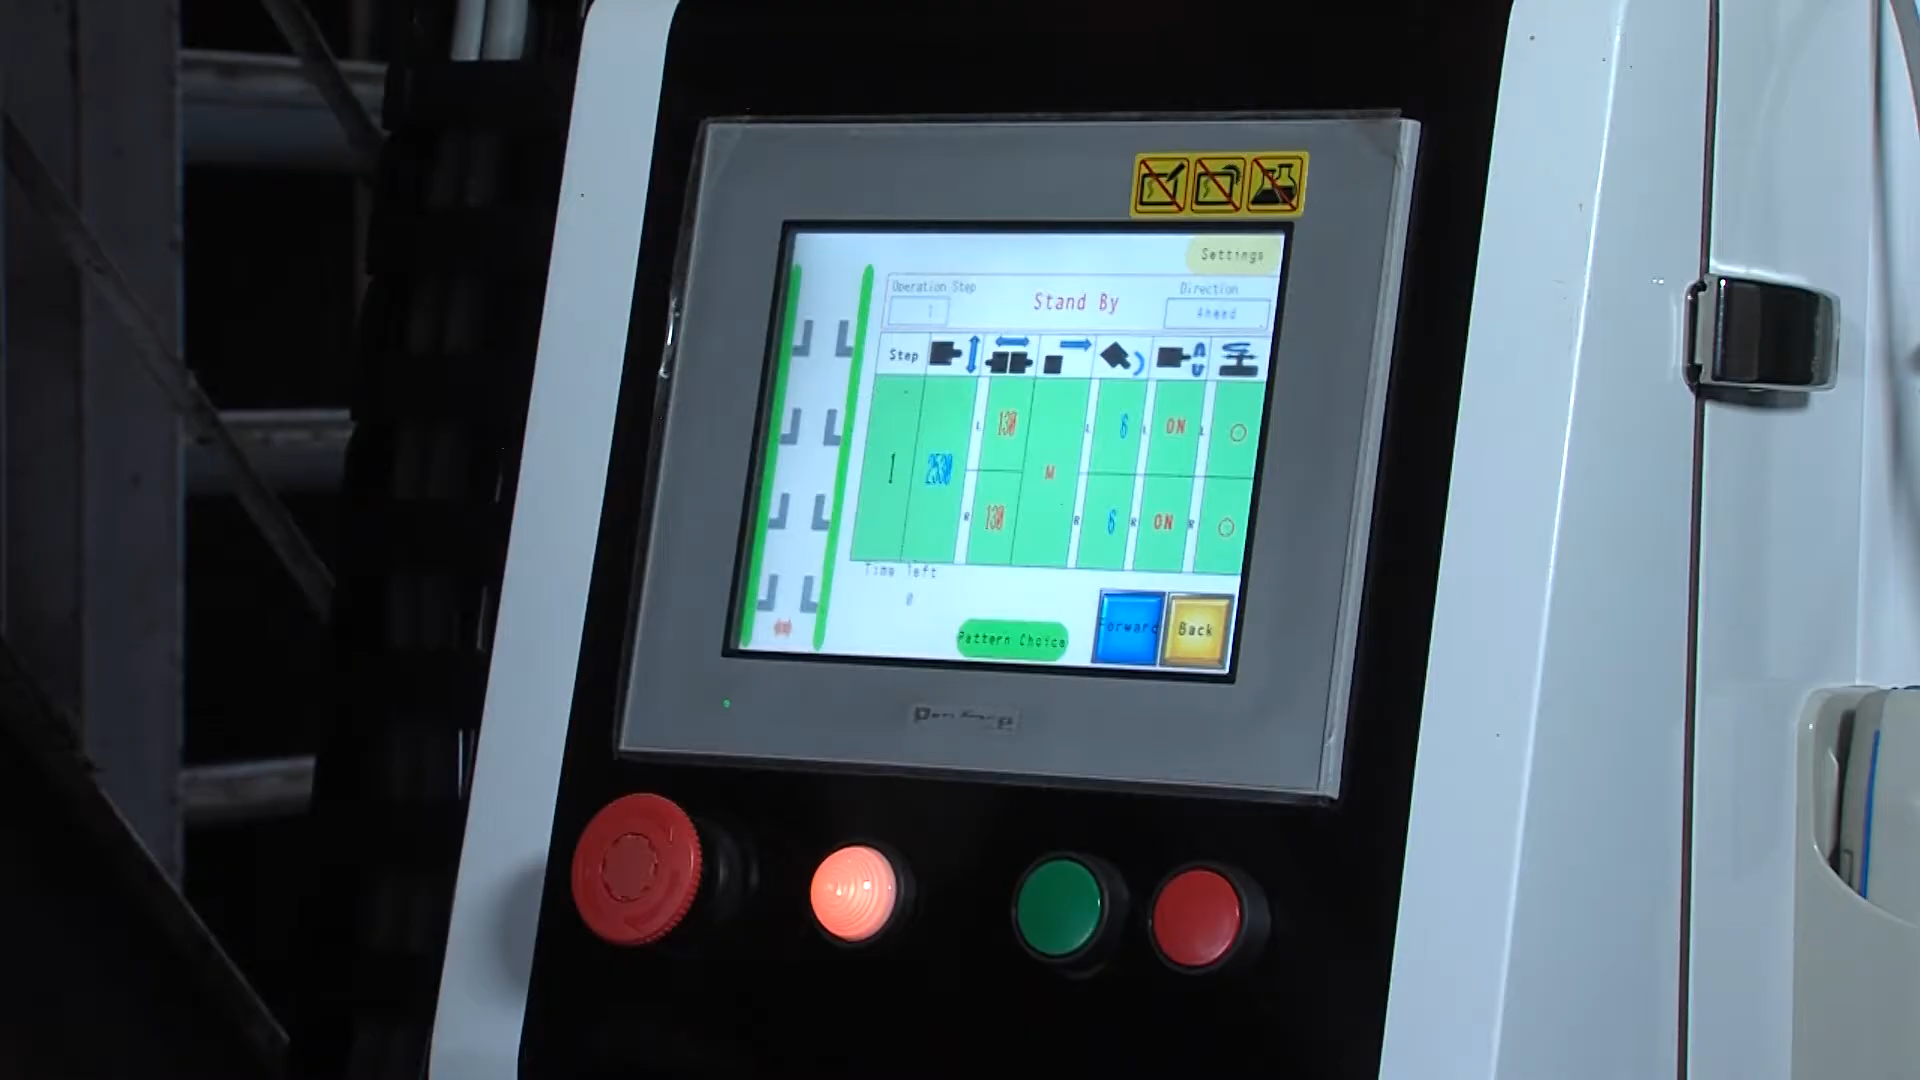 Settings
Operation Step
Stand By
Direction
1
Ahead
Step
L 130 L 6 L ON L
1 2530 M
R 130 R 6 R ON R
Time left
0
Pattern Choice
Forward
Back